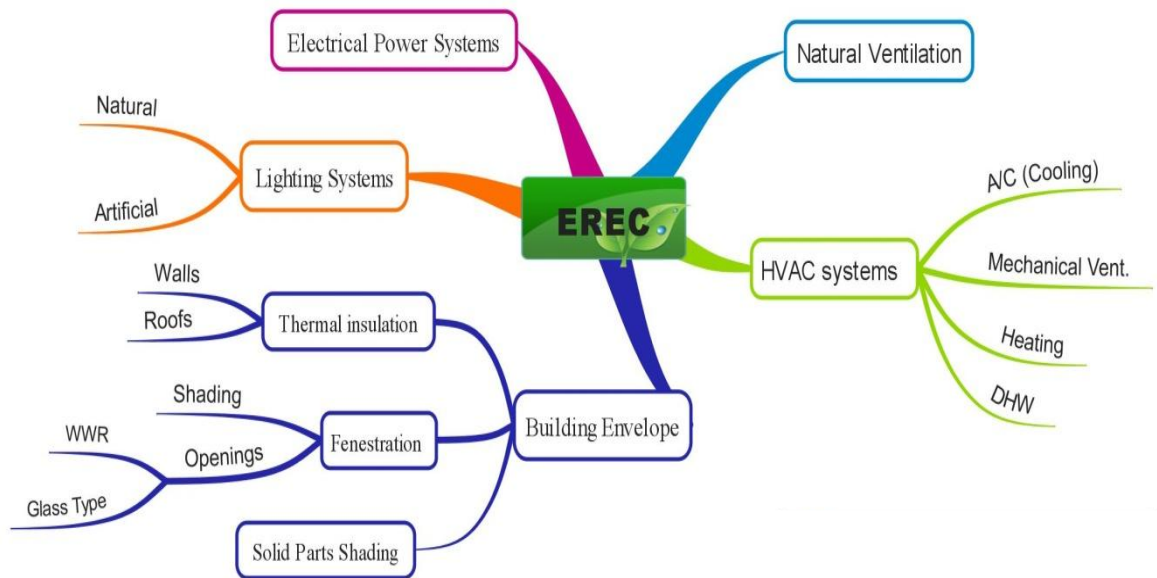 Electrical Power Systems
Natural Ventilation
Natural
Lighting Systems
Artificial
EREC
A/C (Cooling)
HVAC systems
Mechanical Vent.
Heating
DHW
Walls
Roofs
Thermal insulation
Shading
WWR
Openings
Glass Type
Fenestration
Building Envelope
Solid Parts Shading